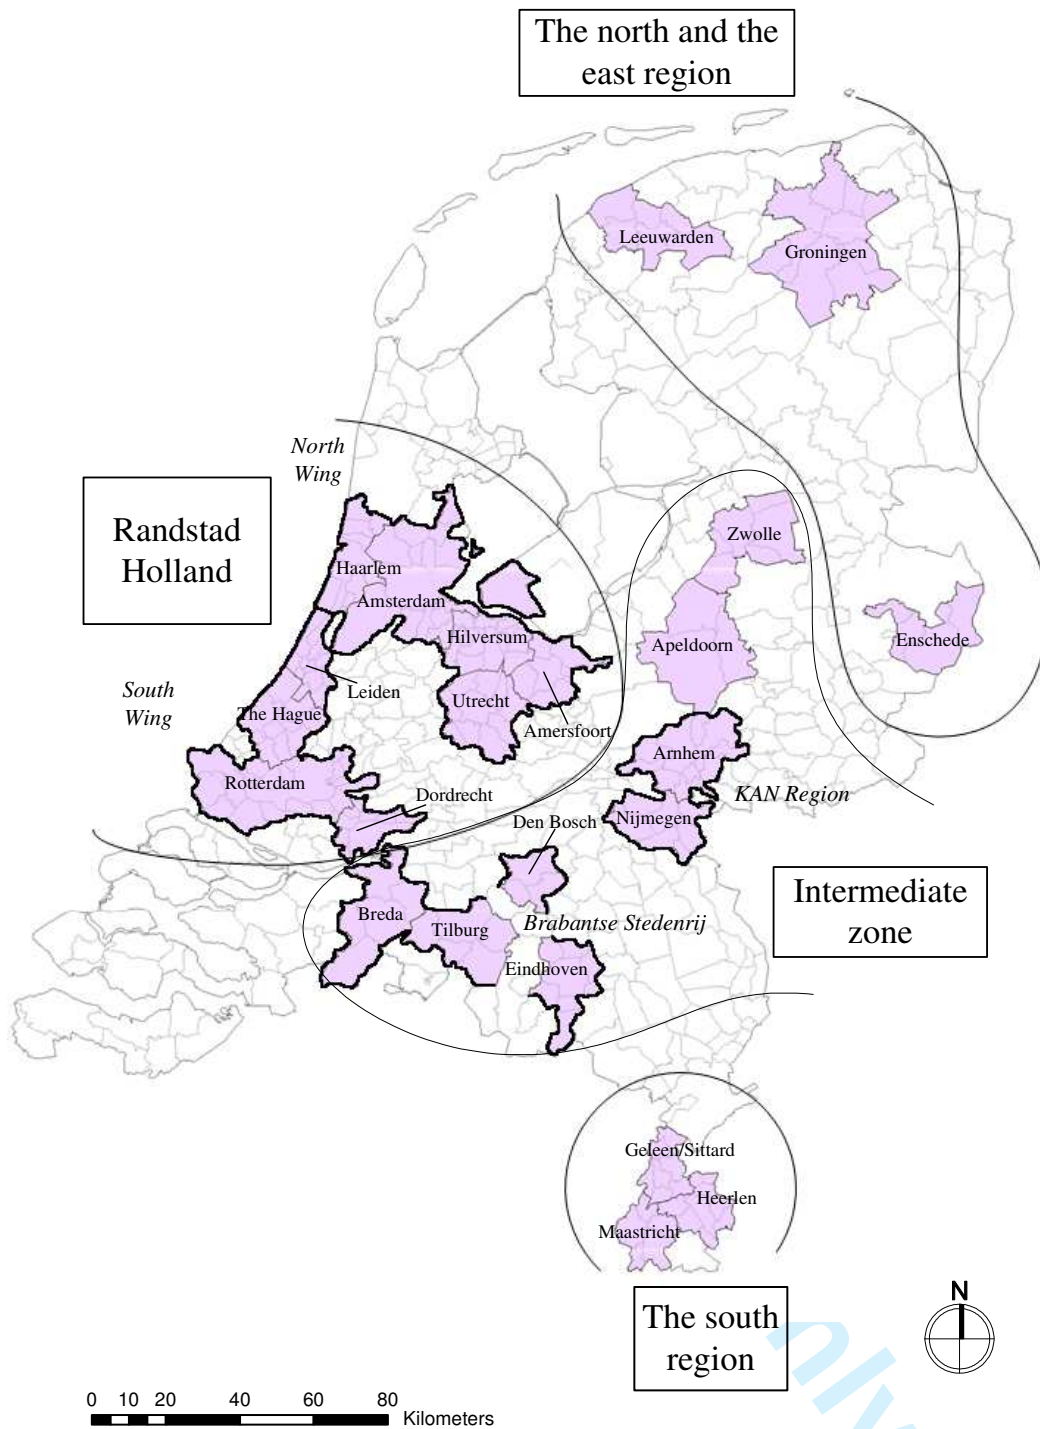 The north and the
east region
Leeuwarden
Groningen
North
Wing
Randstad
Holland
Zwolle
Haarlem
Amsterdam
Hilversum
Enschede
Apeldoorn
Leiden
South
Wing
Utrecht
The Hague
Amersfoort
Arnhem
Rotterdam
Dordrecht
KAN Region
Den Bosch
Nijmegen
Intermediate
zone
Breda
Tilburg
Brabantse Stedenrij
Eindhoven
Geleen/Sittard
Heerlen
Maastricht
The south
region
N
0 10 20 40 60 80
Kilometers
nly